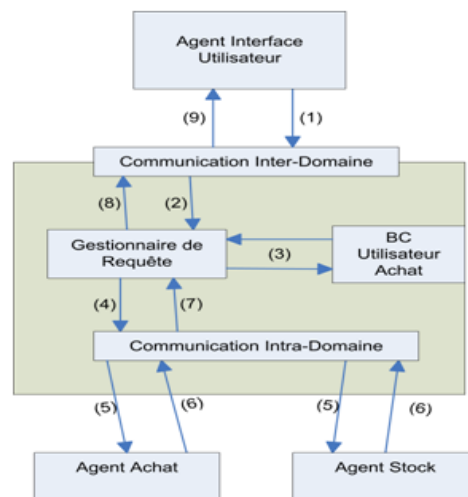 Agent Interface
Utilisateur
(9)
(1)
Communication Inter-Domaine
(8)
(2)
Gestionnaire de
Requête
(3)
BC
Utilisateur
Achat
(4)
(7)
Communication Intra-Domaine
(5)
(6)
(5)
(6)
Agent Achat
Agent Stock